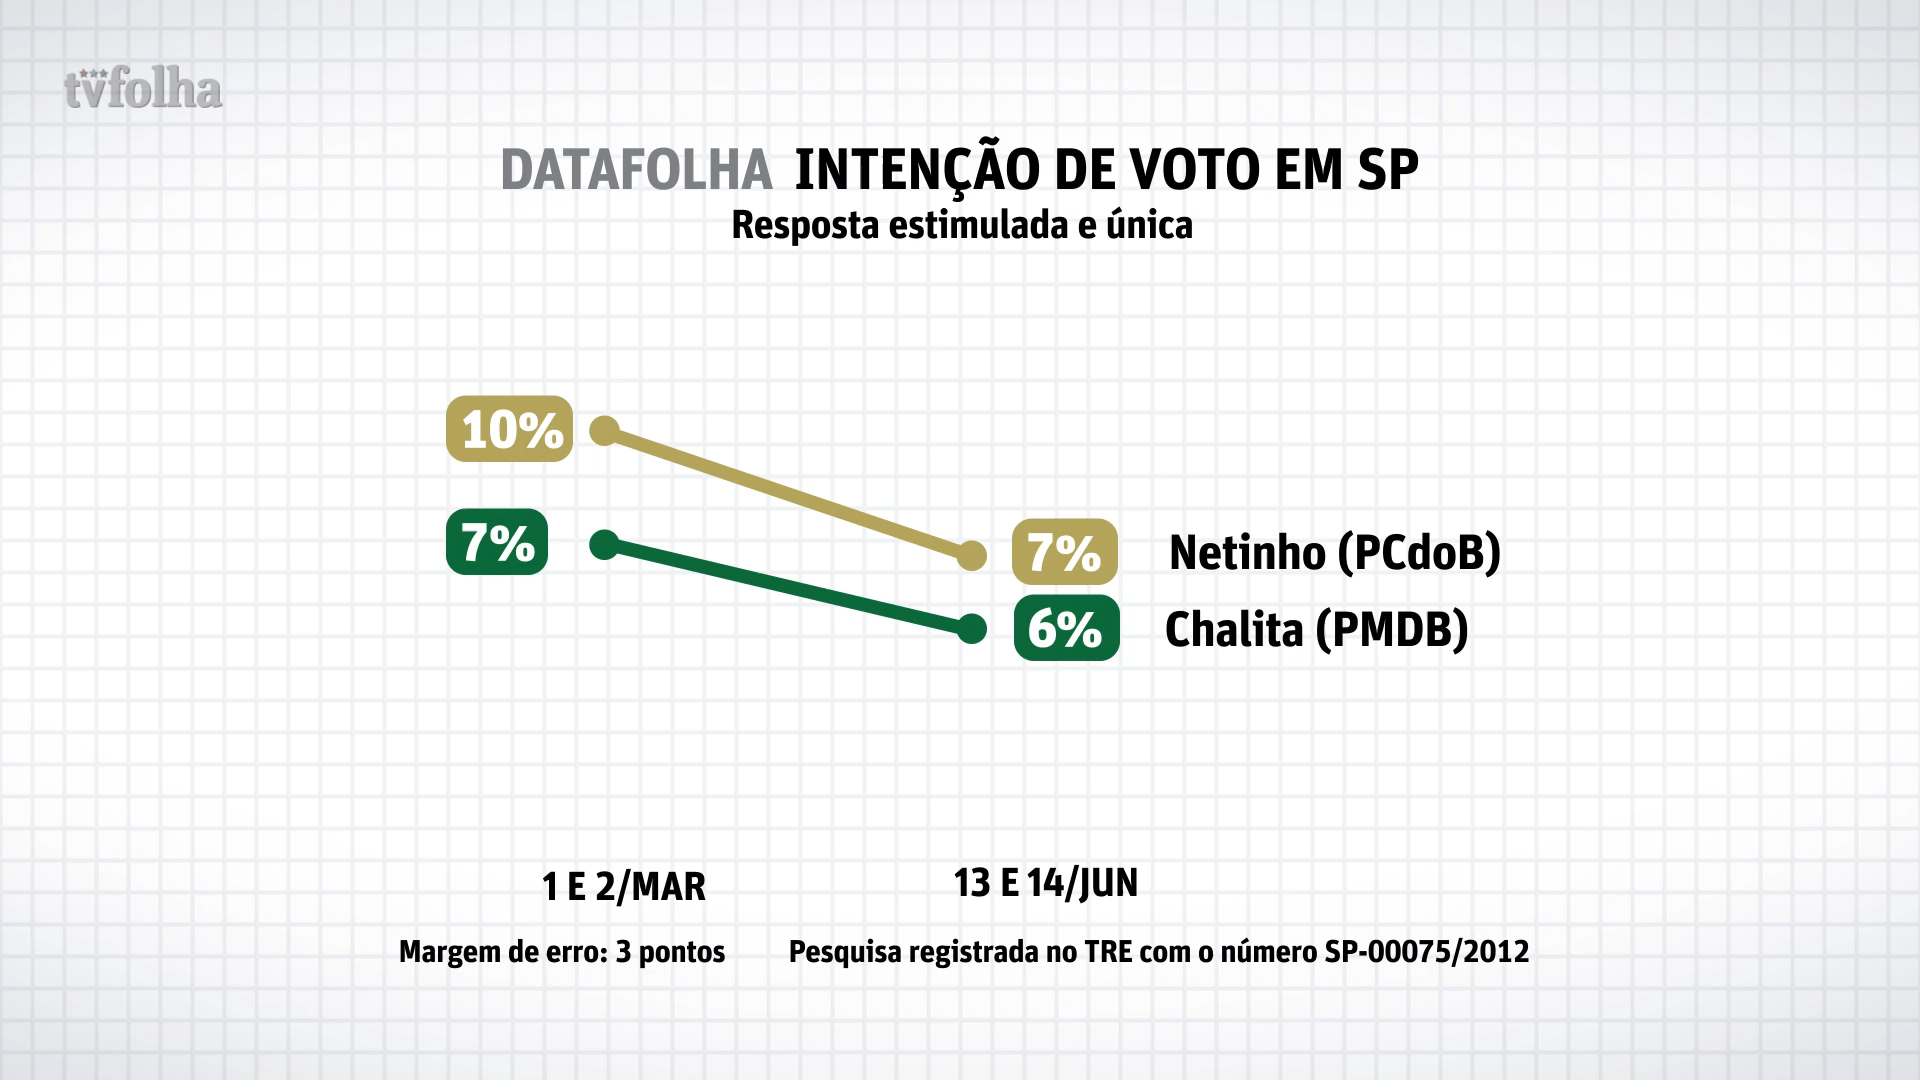 tvfolha
DATAFOLHA INTENÇÃO DE VOTO EM SP
Resposta estimulada e única
10%
7%
7% Netinho (PCdoB)
6% Chalita (PMDB)
1 E 2/MAR 13 E 14/JUN
Margem de erro: 3 pontos Pesquisa registrada no TRE com o número SP-00075/2012